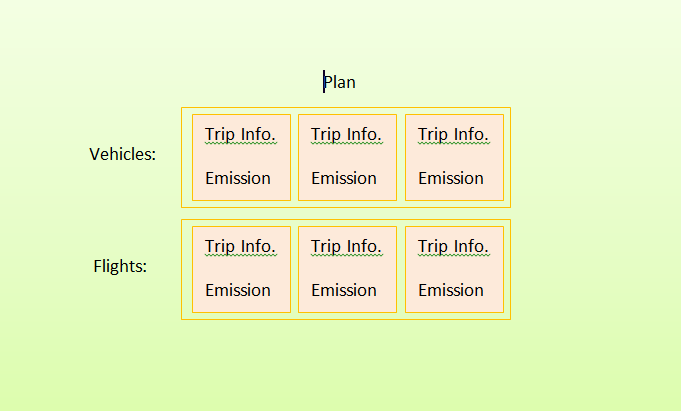 Plan
Vehicles:
Trip Info. Trip Info. Trip Info.
Emission Emission Emission
Flights:
Trip Info. Trip Info. Trip Info.
Emission Emission Emission